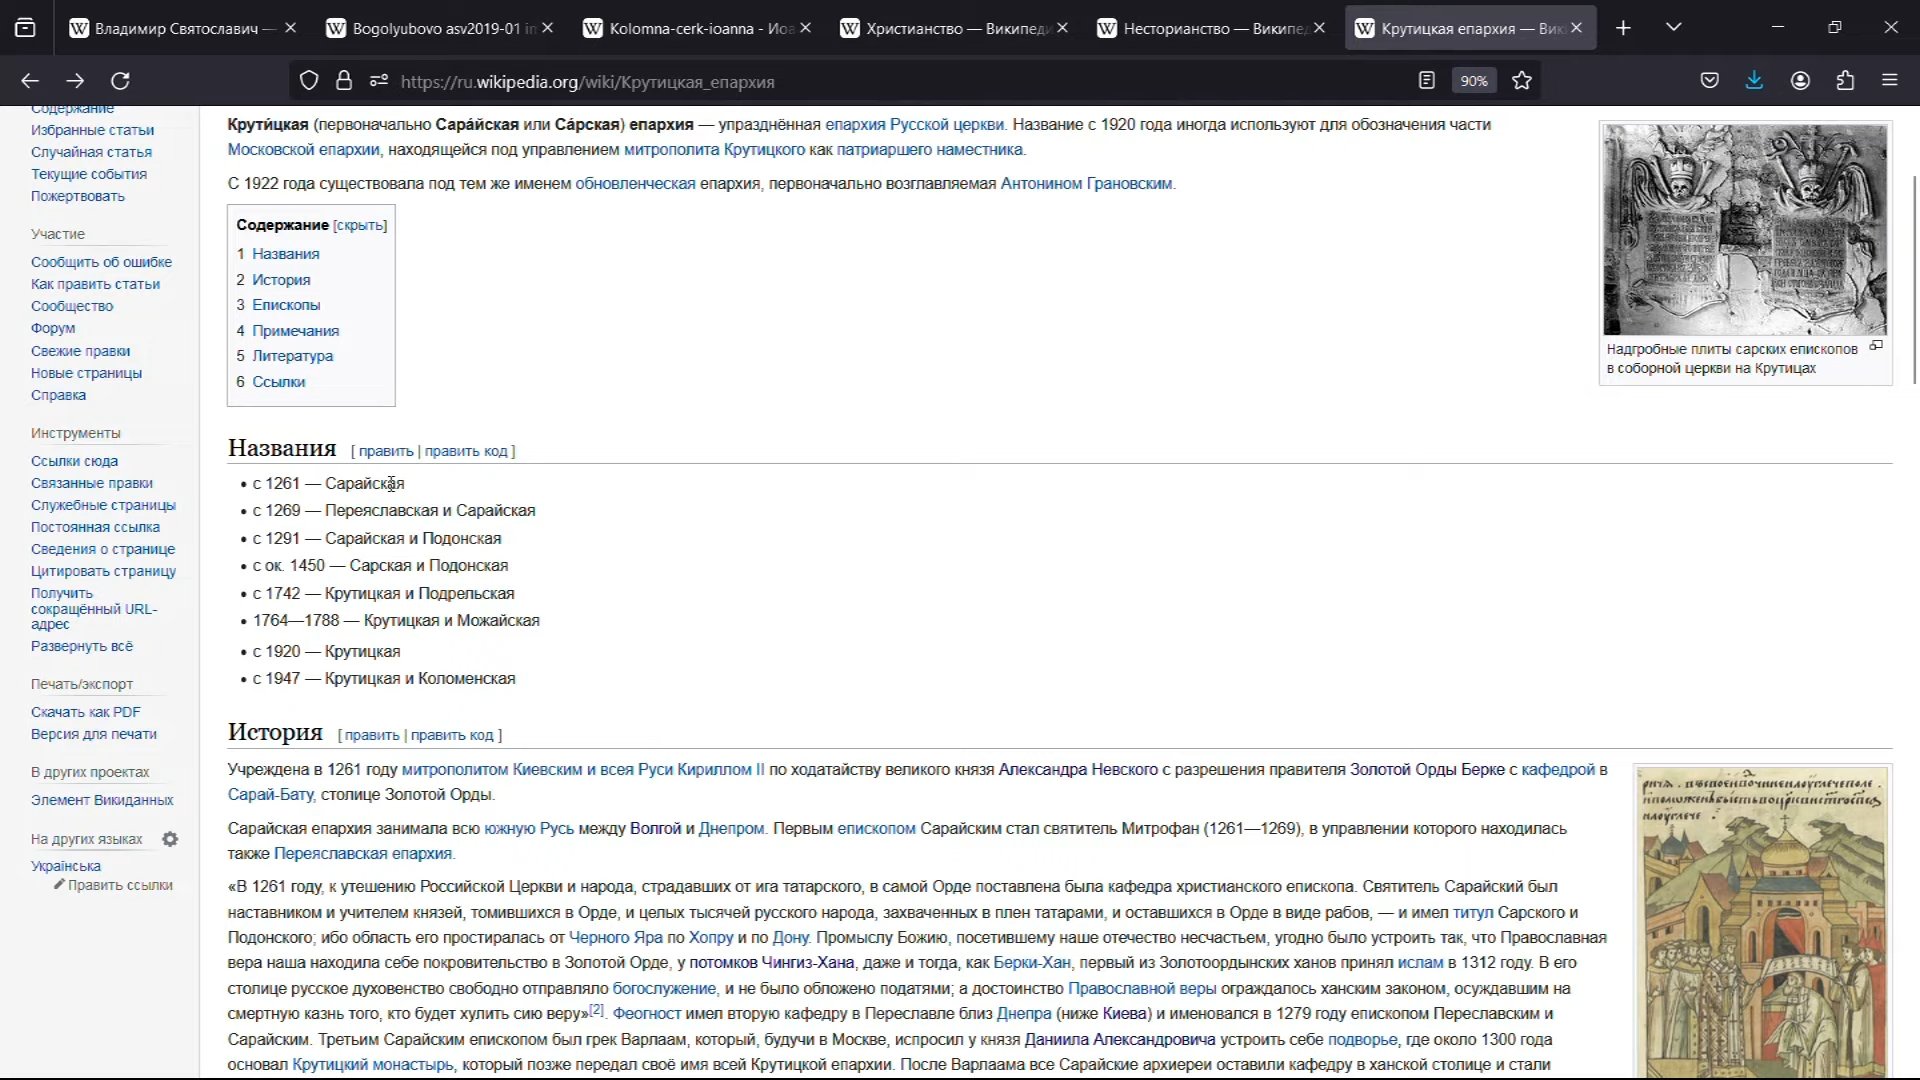 Владимир Святославич —
Bogolyubovo asv2019-01 in
Kolomna-cerk-ioanna - Иоа
Христианство — Википеди
Несторианство — Википед
Крутицкая епархия — Вик
https://ru.wikipedia.org/wiki/Крутицкая_епархия
90%
Содержание
Избранные статьи
Случайная статья
Текущие события
Пожертвовать
Участие
Сообщить об ошибке
Как править статьи
Сообщество
Форум
Свежие правки
Новые страницы
Справка
Инструменты
Ссылки сюда
Связанные правки
Служебные страницы
Постоянная ссылка
Сведения о странице
Цитировать страницу
Получить
сокращённый URL-
адрес
Развернуть всё
Печать/экспорт
Скачать как PDF
Версия для печати
В других проектах
Элемент Викиданных
На других языках
Українська
Править ссылки
Крути́цкая (первоначально Сара́йская или Са́рская) епархия — упразднённая епархия Русской церкви. Название с 1920 года иногда используют для обозначения части
Московской епархии, находящейся под управлением митрополита Крутицкого как патриаршего наместника.
С 1922 года существовала под тем же именем обновленческая епархия, первоначально возглавляемая Антонином Грановским.
Содержание [скрыть]
1 Названия
2 История
3 Епископы
4 Примечания
5 Литература
6 Ссылки
Надгробные плиты сарских епископов
в соборной церкви на Крутицах
Названия [ править | править код ]
• с 1261 — Сарайская
• с 1269 — Переяславская и Сарайская
• с 1291 — Сарайская и Подонская
• с ок. 1450 — Сарская и Подонская
• с 1742 — Крутицкая и Подрельская
• 1764—1788 — Крутицкая и Можайская
• с 1920 — Крутицкая
• с 1947 — Крутицкая и Коломенская
История [ править | править код ]
Учреждена в 1261 году митрополитом Киевским и всея Руси Кириллом II по ходатайству великого князя Александра Невского с разрешения правителя Золотой Орды Берке с кафедрой в
Сарай-Бату, столице Золотой Орды.
Сарайская епархия занимала всю южную Русь между Волгой и Днепром. Первым епископом Сарайским стал святитель Митрофан (1261—1269), в управлении которого находилась
также Переяславская епархия.
«В 1261 году, к утешению Российской Церкви и народа, страдавших от ига татарского, в самой Орде поставлена была кафедра христианского епископа. Святитель Сарайский был
наставником и учителем князей, томившихся в Орде, и целых тысячей русского народа, захваченных в плен татарами, и оставшихся в Орде в виде рабов, — и имел титул Сарского и
Подонского; ибо область его простиралась от Черного Яра по Хопру и по Дону. Промыслу Божию, посетившему наше отечество несчастьем, угодно было устроить так, что Православная
вера наша находила себе покровительство в Золотой Орде, у потомков Чингиз-Хана, даже и тогда, как Берки-Хан, первый из Золотоордынских ханов принял ислам в 1312 году. В его
столице русское духовенство свободно отправляло богослужение, и не было обложено податями; а достоинство Православной веры ограждалось ханским законом, осуждавшим на
смертную казнь того, кто будет хулить сию веру»[2]. Феогност имел вторую кафедру в Переславле близ Днепра (ниже Киева) и именовался в 1279 году епископом Переславским и
Сарайским. Третьим Сарайским епископом был грек Варлаам, который, будучи в Москве, испросил у князя Даниила Александровича устроить себе подворье, где около 1300 года
основал Крутицкий монастырь, который позже передал своё имя всей Крутицкой епархии. После Варлаама все Сарайские архиереи оставили кафедру в ханской столице и стали